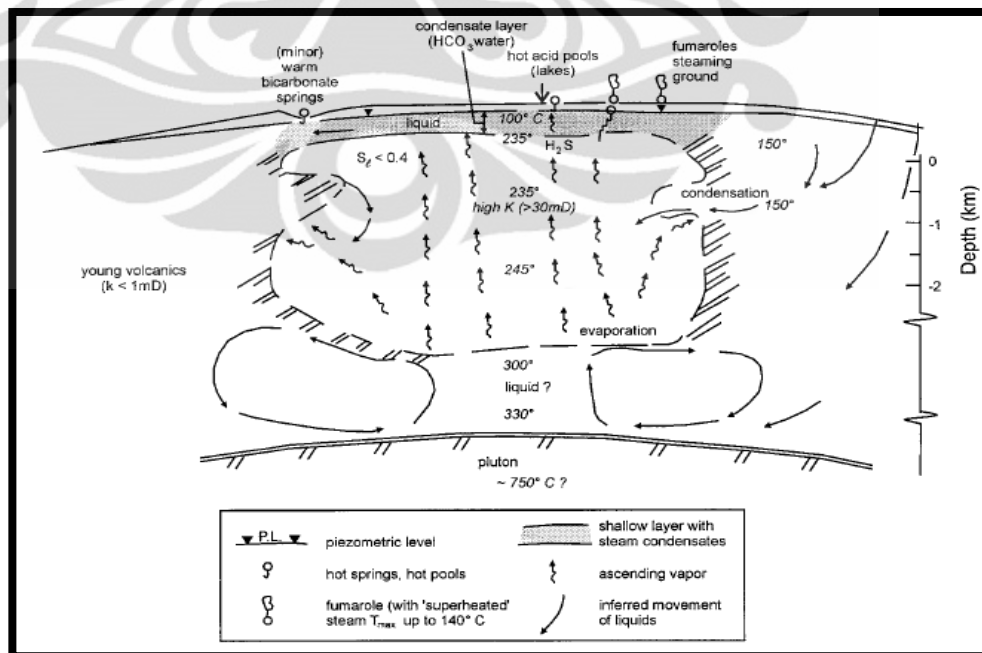 condensate layer
(HCO3water)
(minor)
warm
bicarbonate
springs
hot acid pools
(lakes)
fumaroles
steaming
ground
liquid
100° C
235°
H2S
150°
Sℓ < 0.4
0
235°
high K (>30mD)
condensation
150°
-1
Depth (km)
young volcanics
(k < 1mD)
245°
-2
evaporation
300°
liquid ?
330°
pluton
~ 750° C ?
P.L.
piezometric level
shallow layer with
steam condensates
hot springs, hot pools
ascending vapor
fumarole (with 'superheated'
steam Tmax up to 140° C
inferred movement
of liquids